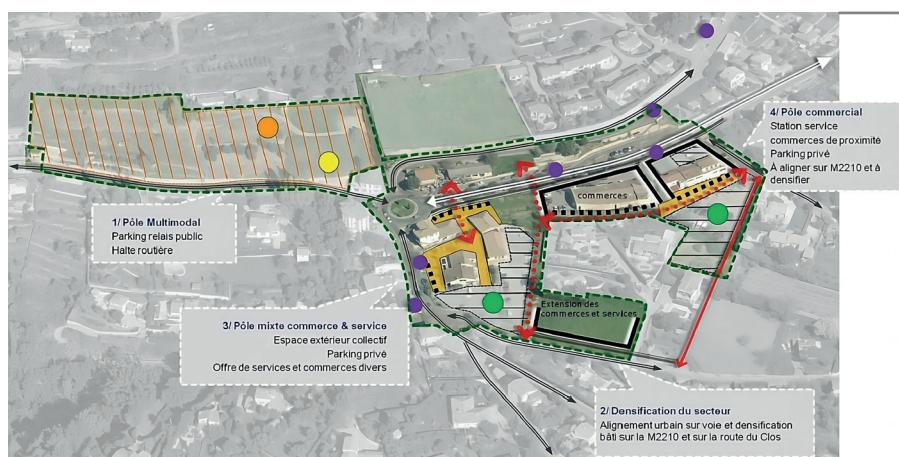 4/ Pôle commercial
Station service
commerces de proximité
Parking privé
À aligner sur M2210 et à
densifier
commerces
1/ Pôle Multimodal
Parking relais public
Halte routière
Extension des
commerces et services
3/ Pôle mixte commerce & service
Espace extérieur collectif
Parking privé
Offre de services et commerces divers
2/ Densification du secteur
Alignement urbain sur voie et densification
bâti sur la M2210 et sur la route du Clos